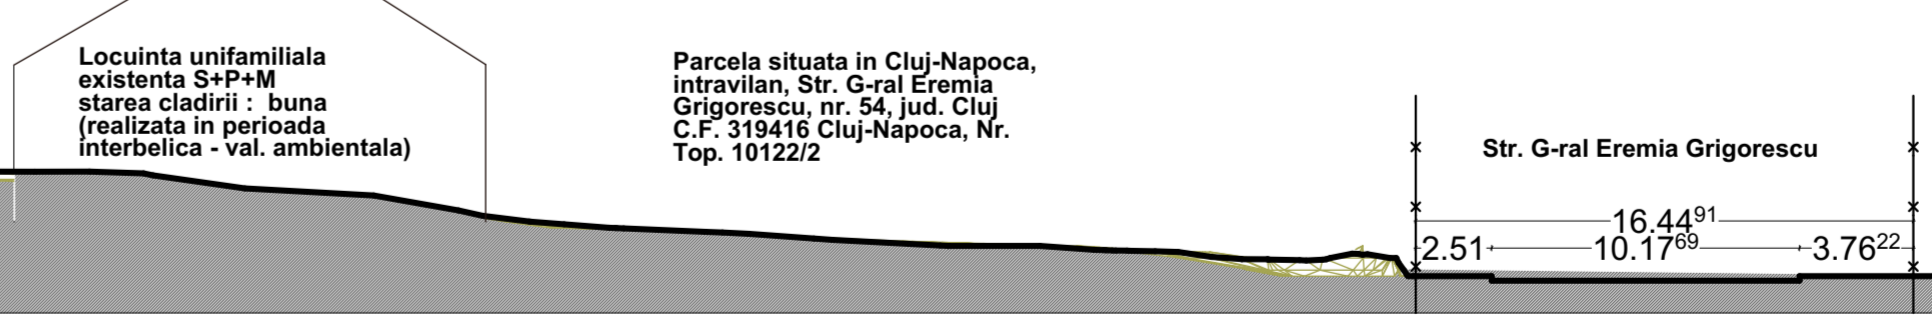 Locuinta unifamiliala
existenta S+P+M
starea cladirii :  buna
(realizata in perioada
interbelica - val. ambientala)
Parcela situata in Cluj-Napoca,
intravilan, Str. G-ral Eremia
Grigorescu, nr. 54, jud. Cluj
C.F. 319416 Cluj-Napoca, Nr.
Top. 10122/2
Str. G-ral Eremia Grigorescu
16.44⁹¹
2.51 10.17⁶⁹ 3.76²²